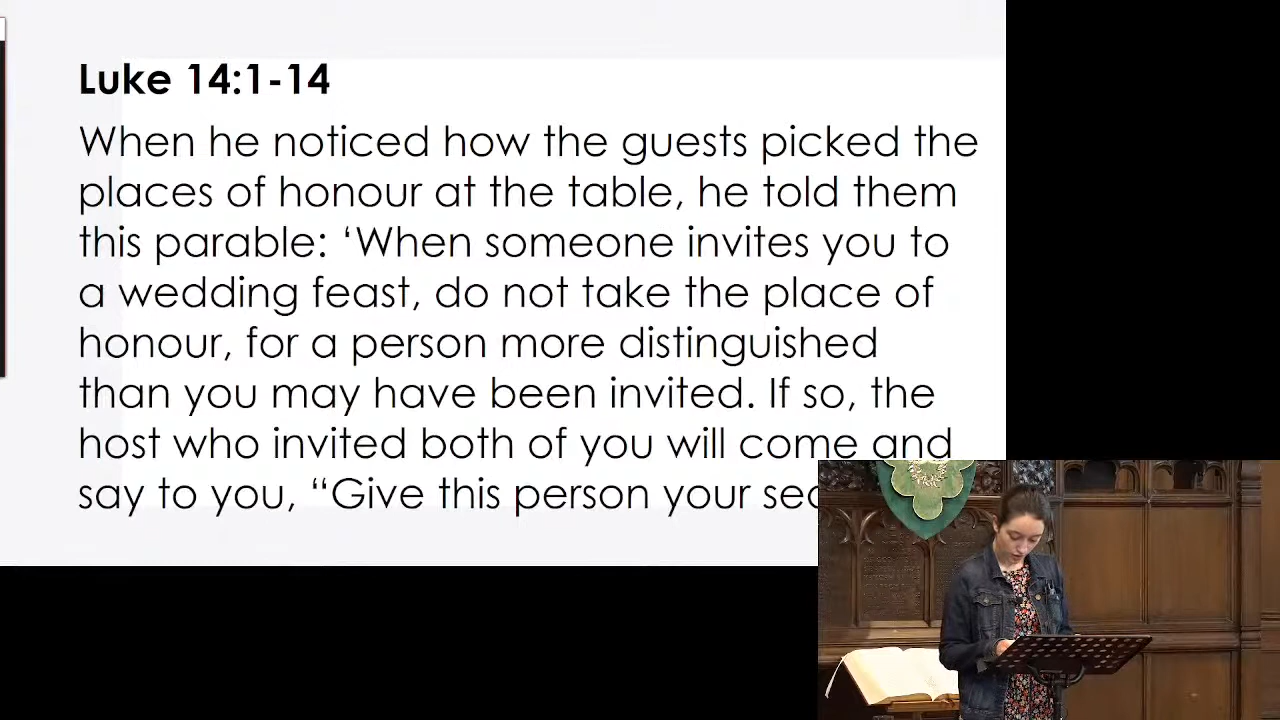 Luke 14:1-14
When he noticed how the guests picked the
places of honour at the table, he told them
this parable: ‘When someone invites you to
a wedding feast, do not take the place of
honour, for a person more distinguished
than you may have been invited. If so, the
host who invited both of you will come and
say to you, “Give this person your